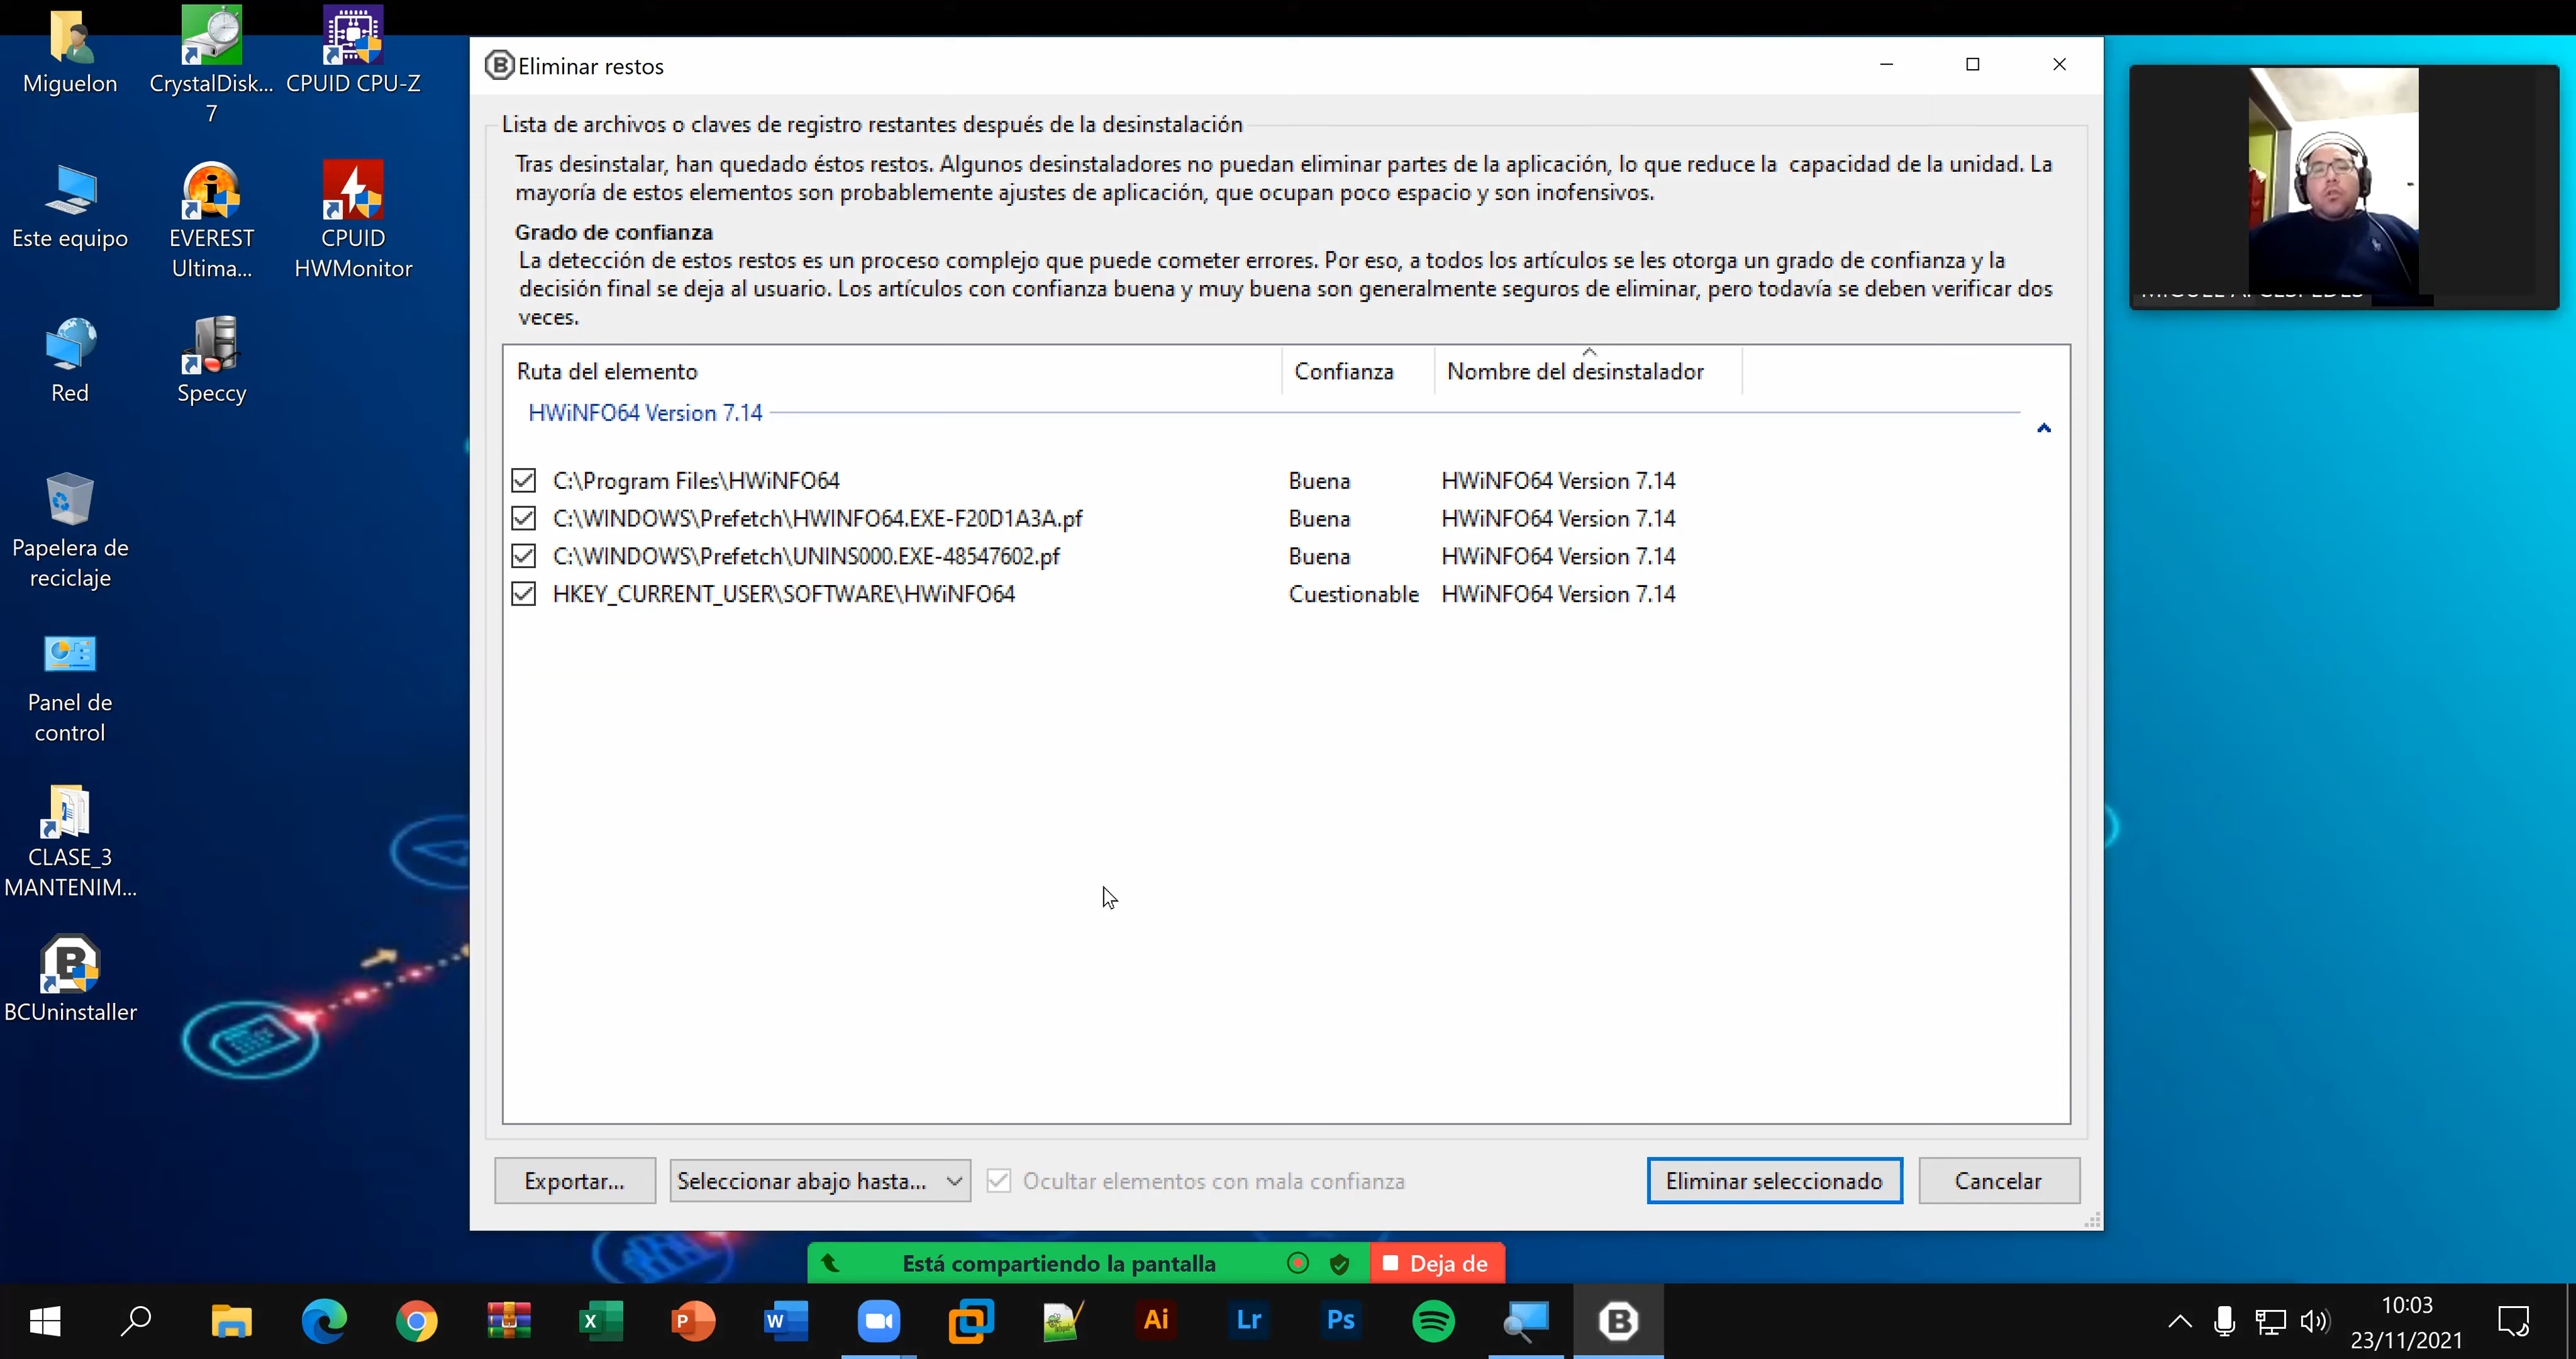 Miguelon
CrystalDisk...
7
CPUID CPU-Z
Este equipo
EVEREST
Ultima...
CPUID
HWMonitor
Red
Speccy
Papelera de
reciclaje
Panel de
control
CLASE_3
MANTENIM...
BCUninstaller
Eliminar restos
Lista de archivos o claves de registro restantes después de la desinstalación
Tras desinstalar, han quedado éstos restos. Algunos desinstaladores no puedan eliminar partes de la aplicación, lo que reduce la capacidad de la unidad. La
mayoría de estos elementos son probablemente ajustes de aplicación, que ocupan poco espacio y son inofensivos.
Grado de confianza
La detección de estos restos es un proceso complejo que puede cometer errores. Por eso, a todos los artículos se les otorga un grado de confianza y la
decisión final se deja al usuario. Los artículos con confianza buena y muy buena son generalmente seguros de eliminar, pero todavía se deben verificar dos
veces.
Ruta del elemento Confianza Nombre del desinstalador
HWiNFO64 Version 7.14
C:\Program Files\HWiNFO64 Buena HWiNFO64 Version 7.14
C:\WINDOWS\Prefetch\HWINFO64.EXE-F20D1A3A.pf Buena HWiNFO64 Version 7.14
C:\WINDOWS\Prefetch\UNINS000.EXE-48547602.pf Buena HWiNFO64 Version 7.14
HKEY_CURRENT_USER\SOFTWARE\HWiNFO64 Cuestionable HWiNFO64 Version 7.14
Exportar... Seleccionar abajo hasta... Ocultar elementos con mala confianza Eliminar seleccionado Cancelar
Está compartiendo la pantalla Deja de
Ai Lr Ps
10:03
23/11/2021